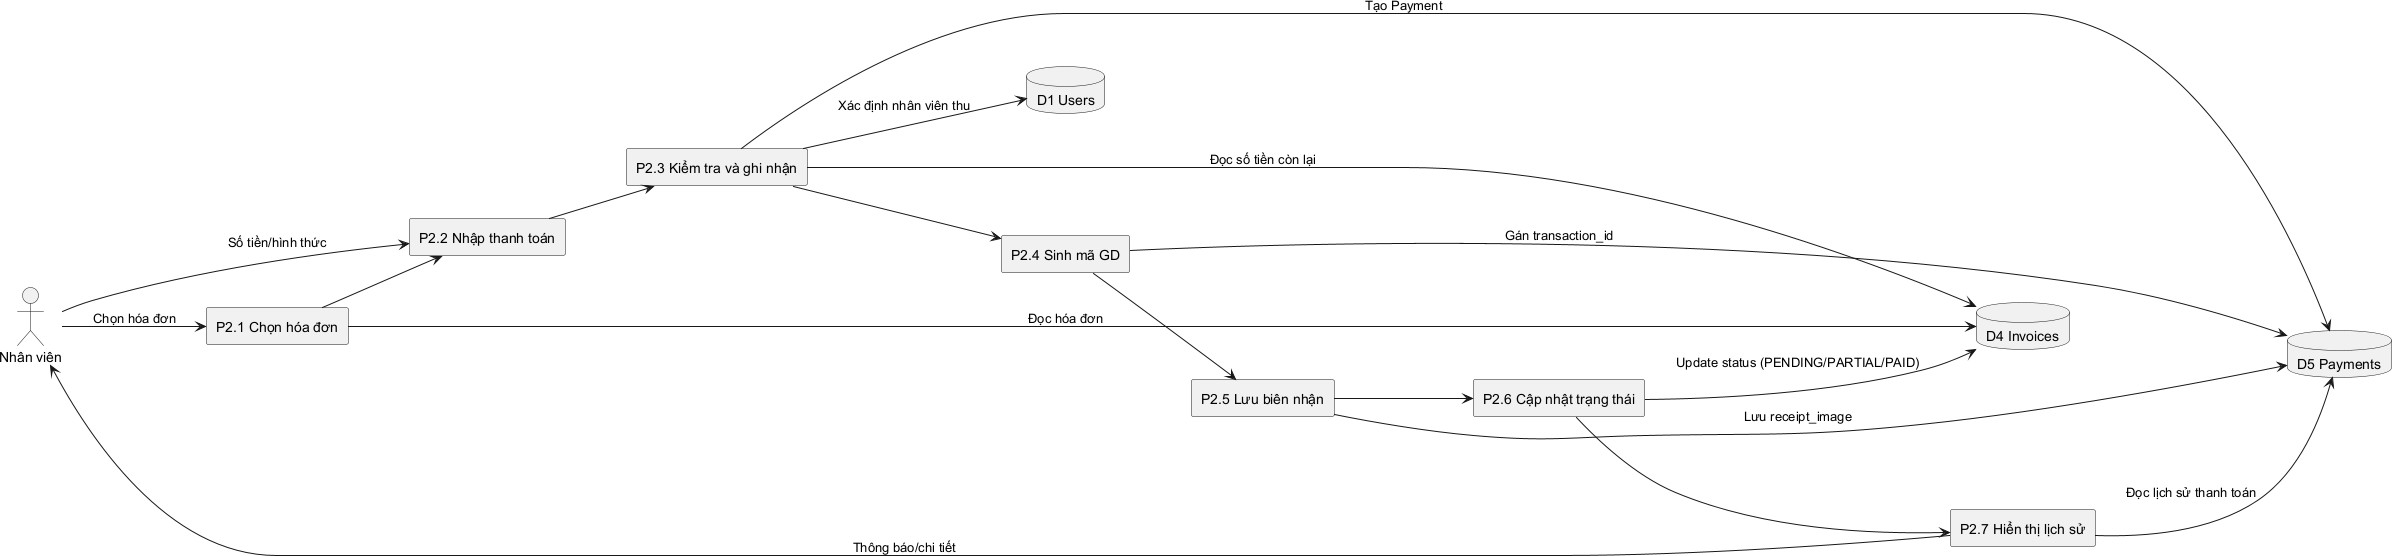 Tạo Payment
D1 Users
Xác định nhân viên thu
P2.3 Kiểm tra và ghi nhận
Đọc số tiền còn lại
Số tiền/hình thức
P2.2 Nhập thanh toán
Gán transaction_id
P2.4 Sinh mã GD
Nhân viên
Chọn hóa đơn
P2.1 Chọn hóa đơn
Đọc hóa đơn
D4 Invoices
D5 Payments
Update status (PENDING/PARTIAL/PAID)
P2.5 Lưu biên nhận
P2.6 Cập nhật trạng thái
Lưu receipt_image
Đọc lịch sử thanh toán
P2.7 Hiển thị lịch sử
Thông báo/chi tiết